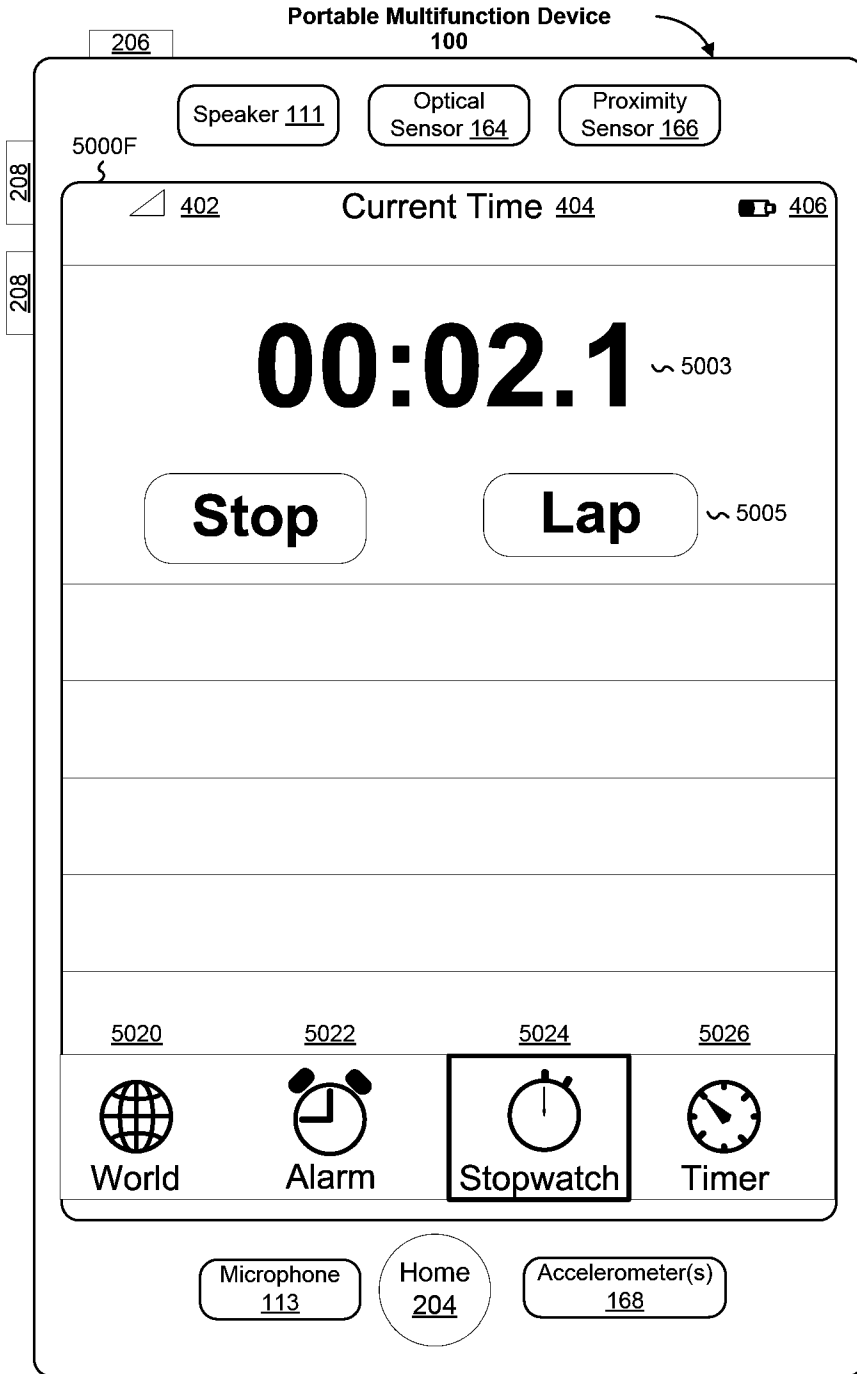 Portable Multifunction Device
100
206
Speaker 111
Optical
Sensor 164
Proximity
Sensor 166
5000F
208
208
402
Current Time 404
406
00:02.1
5003
Stop
Lap
5005
5020
5022
5024
5026
World
Alarm
Stopwatch
Timer
Microphone
113
Home
204
Accelerometer(s)
168